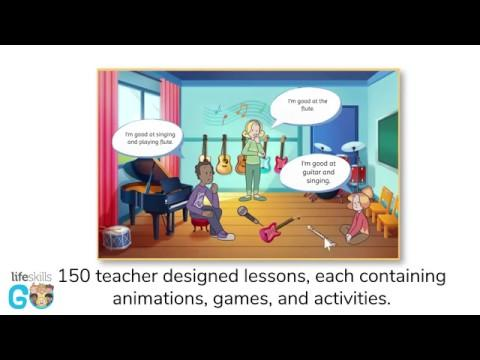 I'm good at the
flute.
I'm good at singing
and playing flute.
I'm good at
guitar and
singing.
lifeskills
GO
150 teacher designed lessons, each containing
animations, games, and activities.